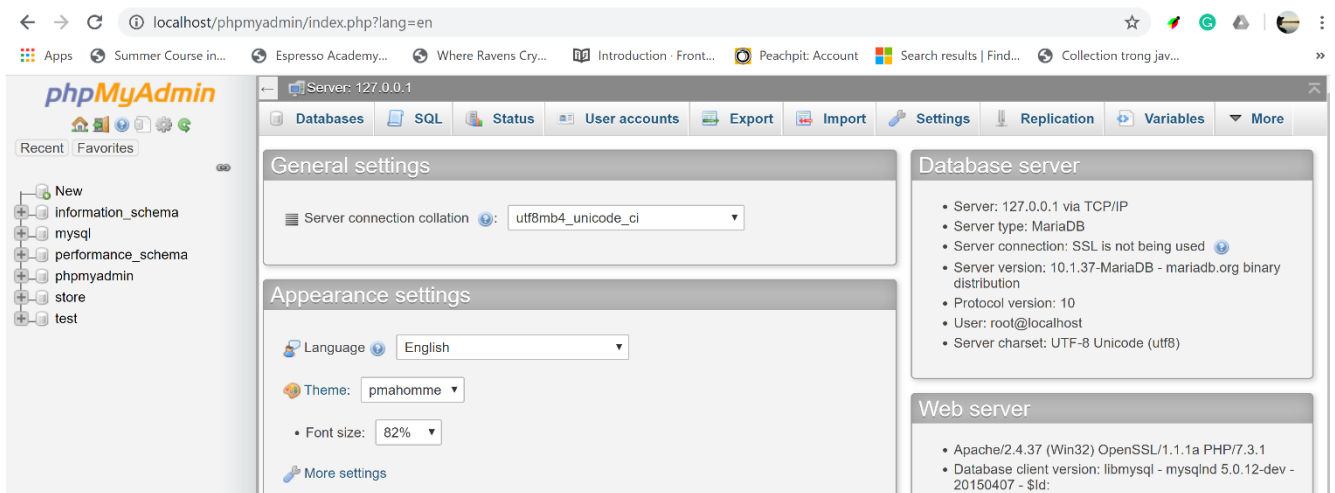 localhost/phpmyadmin/index.php?lang=en
Apps Summer Course in... Espresso Academy... Where Ravens Cry... Introduction · Front... Peachpit: Account Search results | Find... Collection trong jav... »
phpMyAdmin
Recent Favorites
New
information_schema
mysql
performance_schema
phpmyadmin
store
test
Server: 127.0.0.1
Databases SQL Status User accounts Export Import Settings Replication Variables More
General settings
Server connection collation : utf8mb4_unicode_ci
Appearance settings
Language English
Theme: pmahomme
• Font size: 82%
More settings
Database server
• Server: 127.0.0.1 via TCP/IP
• Server type: MariaDB
• Server connection: SSL is not being used
• Server version: 10.1.37-MariaDB - mariadb.org binary
distribution
• Protocol version: 10
• User: root@localhost
• Server charset: UTF-8 Unicode (utf8)
Web server
• Apache/2.4.37 (Win32) OpenSSL/1.1.1a PHP/7.3.1
• Database client version: libmysql - mysqlnd 5.0.12-dev -
20150407 - $Id: